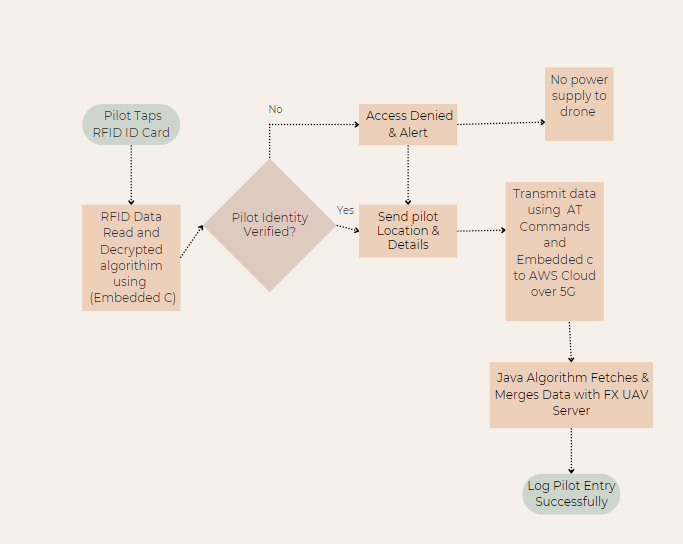 Pilot Taps
RFID ID Card
RFID Data
Read and
Decrypted
algorithim
using
(Embedded C)
Pilot Identity
Verified?
No
Yes
Access Denied
& Alert
No power
supply to
drone
Send pilot
Location &
Details
Transmit data
using AT
Commands
and
Embedded c
to AWS Cloud
over 5G
Java Algorithm Fetches &
Merges Data with FX UAV
Server
Log Pilot Entry
Successfully